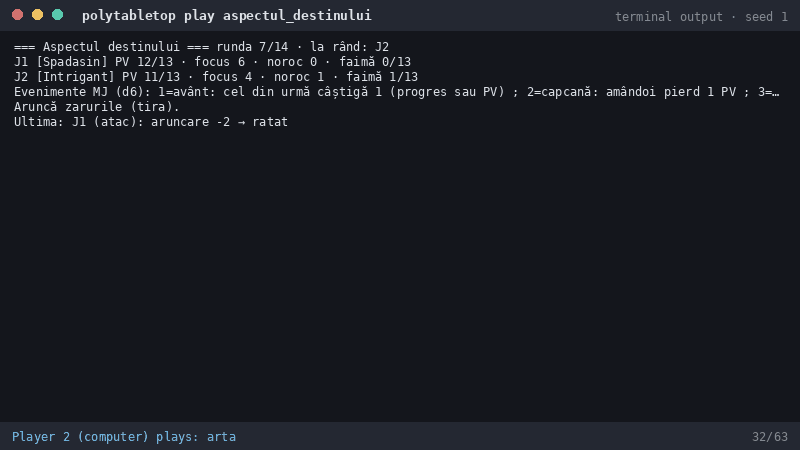 polytabletop play aspectul_destinului
terminal output · seed 1
=== Aspectul destinului === runda 7/14 · la rând: J2
J1 [Spadasin] PV 12/13 · focus 6 · noroc 0 · faimă 0/13
J2 [Intrigant] PV 11/13 · focus 4 · noroc 1 · faimă 1/13
Evenimente MJ (d6): 1=avânt: cel din urmă câștigă 1 (progres sau PV) ; 2=capcană: amândoi pierd 1 PV ; 3=…
Aruncă zarurile (tira).
Ultima: J1 (atac): aruncare -2 → ratat
Player 2 (computer) plays: arta
32/63